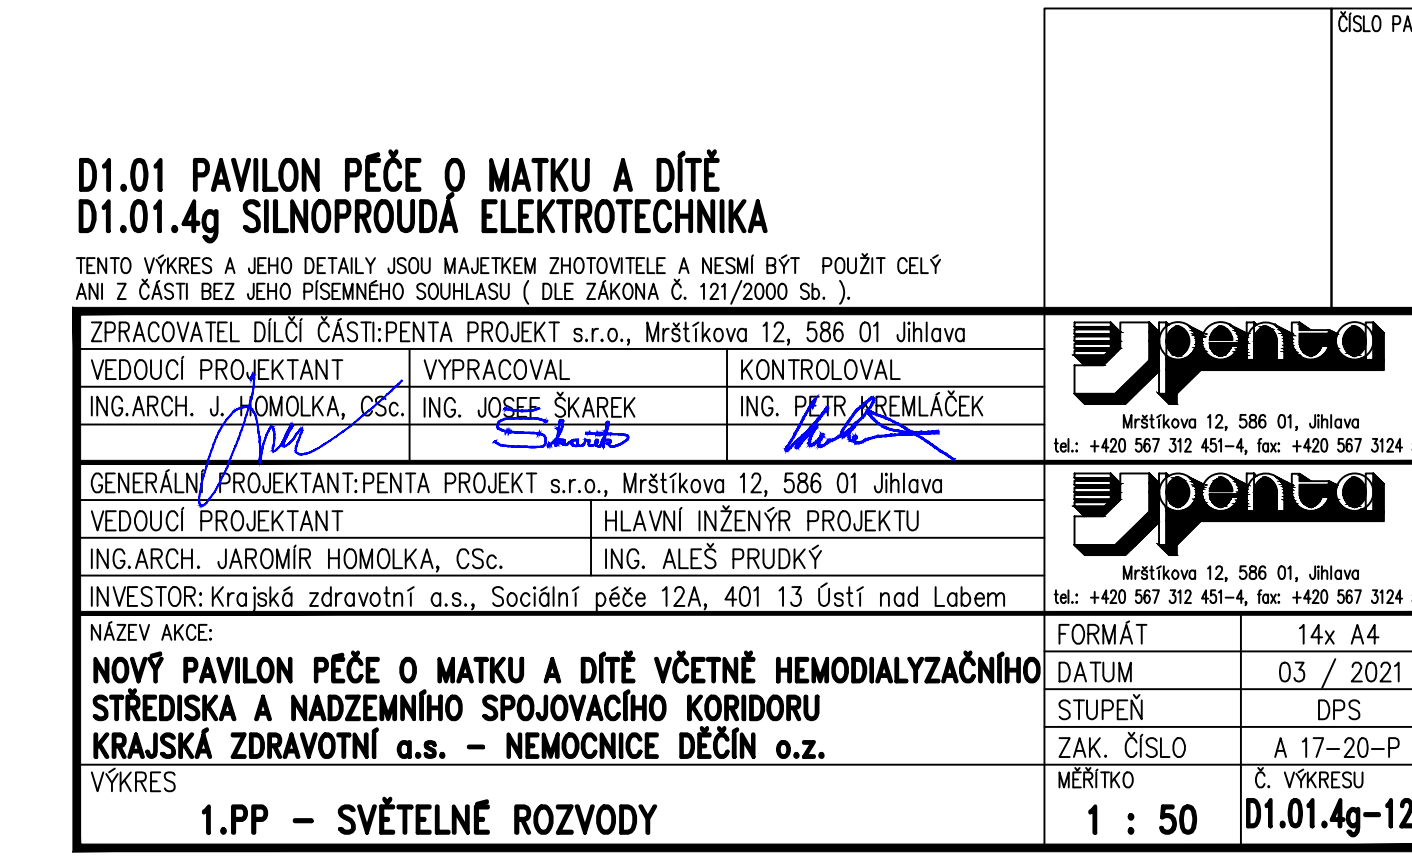 ČÍSLO PA
D1.01 PAVILON PÉČE O MATKU A DÍTĚ
D1.01.4g SILNOPROUDÁ ELEKTROTECHNIKA
TENTO VÝKRES A JEHO DETAILY JSOU MAJETKEM ZHOTOVITELE A NESMÍ BÝT POUŽIT CELÝ
ANI Z ČÁSTI BEZ JEHO PÍSEMNÉHO SOUHLASU ( DLE ZÁKONA Č. 121/2000 Sb. ).
ZPRACOVATEL DÍLČÍ ČÁSTI:PENTA PROJEKT s.r.o., Mrštíkova 12, 586 01 Jihlava
VEDOUCÍ PROJEKTANT VYPRACOVAL KONTROLOVAL
ING.ARCH. J. HOMOLKA, CSc. ING. JOSEF ŠKAREK ING. PETR KREMLÁČEK
Škarek
penta
Mrštíkova 12, 586 01, Jihlava
tel.: +420 567 312 451-4, fax: +420 567 3124
GENERÁLNÍ PROJEKTANT:PENTA PROJEKT s.r.o., Mrštíkova 12, 586 01 Jihlava
VEDOUCÍ PROJEKTANT HLAVNÍ INŽENÝR PROJEKTU
ING.ARCH. JAROMÍR HOMOLKA, CSc. ING. ALEŠ PRUDKÝ
INVESTOR: Krajská zdravotní a.s., Sociální péče 12A, 401 13 Ústí nad Labem
penta
Mrštíkova 12, 586 01, Jihlava
tel.: +420 567 312 451-4, fax: +420 567 3124
NÁZEV AKCE:
NOVÝ PAVILON PÉČE O MATKU A DÍTĚ VČETNĚ HEMODIALYZAČNÍHO
STŘEDISKA A NADZEMNÍHO SPOJOVACÍHO KORIDORU
KRAJSKÁ ZDRAVOTNÍ a.s. – NEMOCNICE DĚČÍN o.z.
FORMÁT 14x A4
DATUM 03 / 2021
STUPEŇ DPS
ZAK. ČÍSLO A 17-20-P
VÝKRES
1.PP – SVĚTELNÉ ROZVODY
MĚŘÍTKO
1 : 50
Č. VÝKRESU
D1.01.4g-12